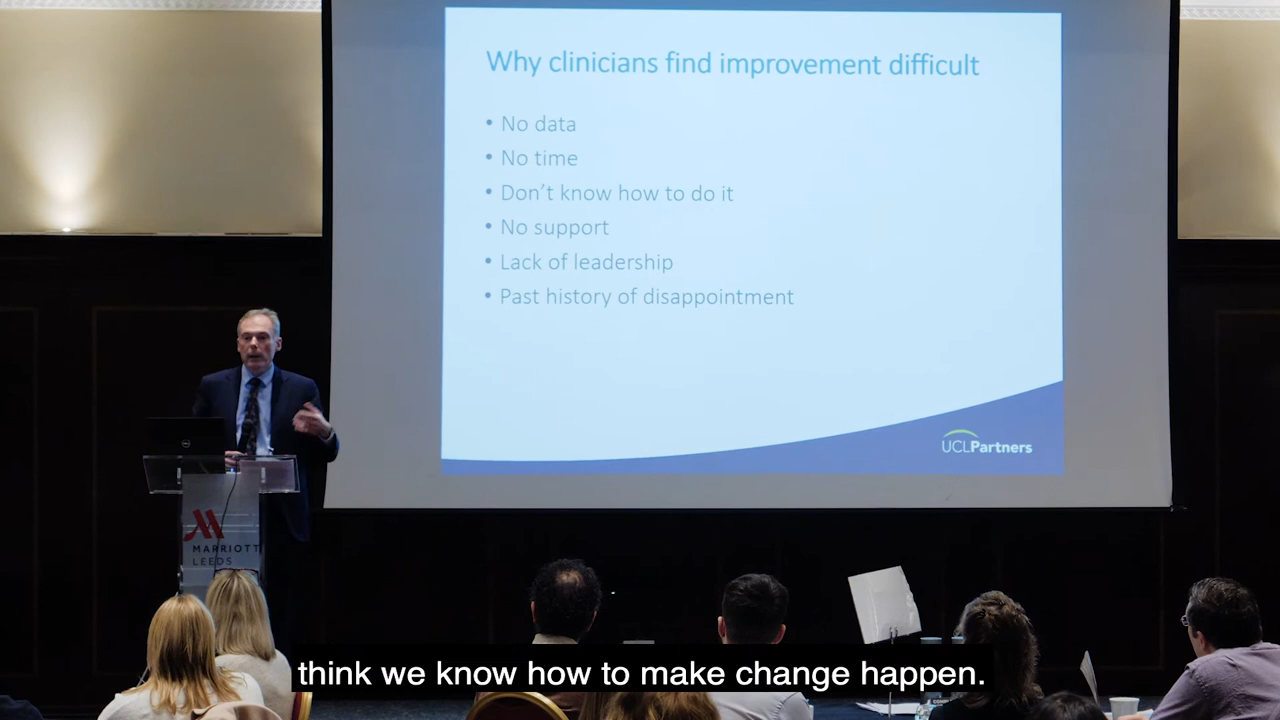 Why clinicians find improvement difficult
• No data
• No time
• Don't know how to do it
• No support
• Lack of leadership
• Past history of disappointment
UCLPartners
DELL
MARRIOTT
LEEDS
think we know how to make change happen.